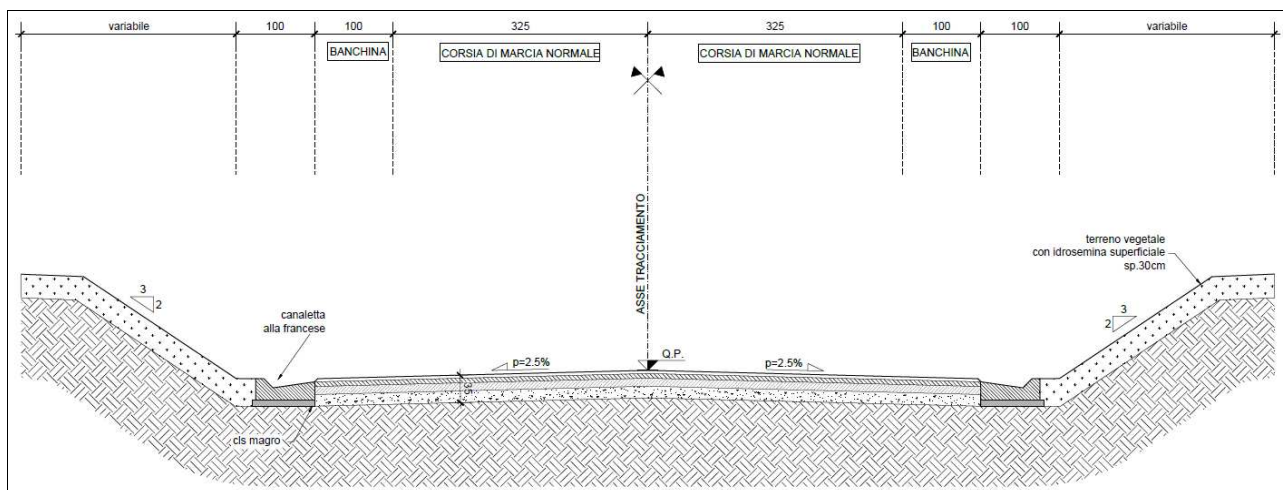 variabile
100
100
325
325
100
100
variabile
BANCHINA
CORSIA DI MARCIA NORMALE
CORSIA DI MARCIA NORMALE
BANCHINA
ASSE TRACCIAMENTO
terreno vegetale
con idrosemina superficiale
sp.30cm
3
2
canaletta
alla francese
3
2
Q.P.
p=2.5%
p=2.5%
35
cls magro